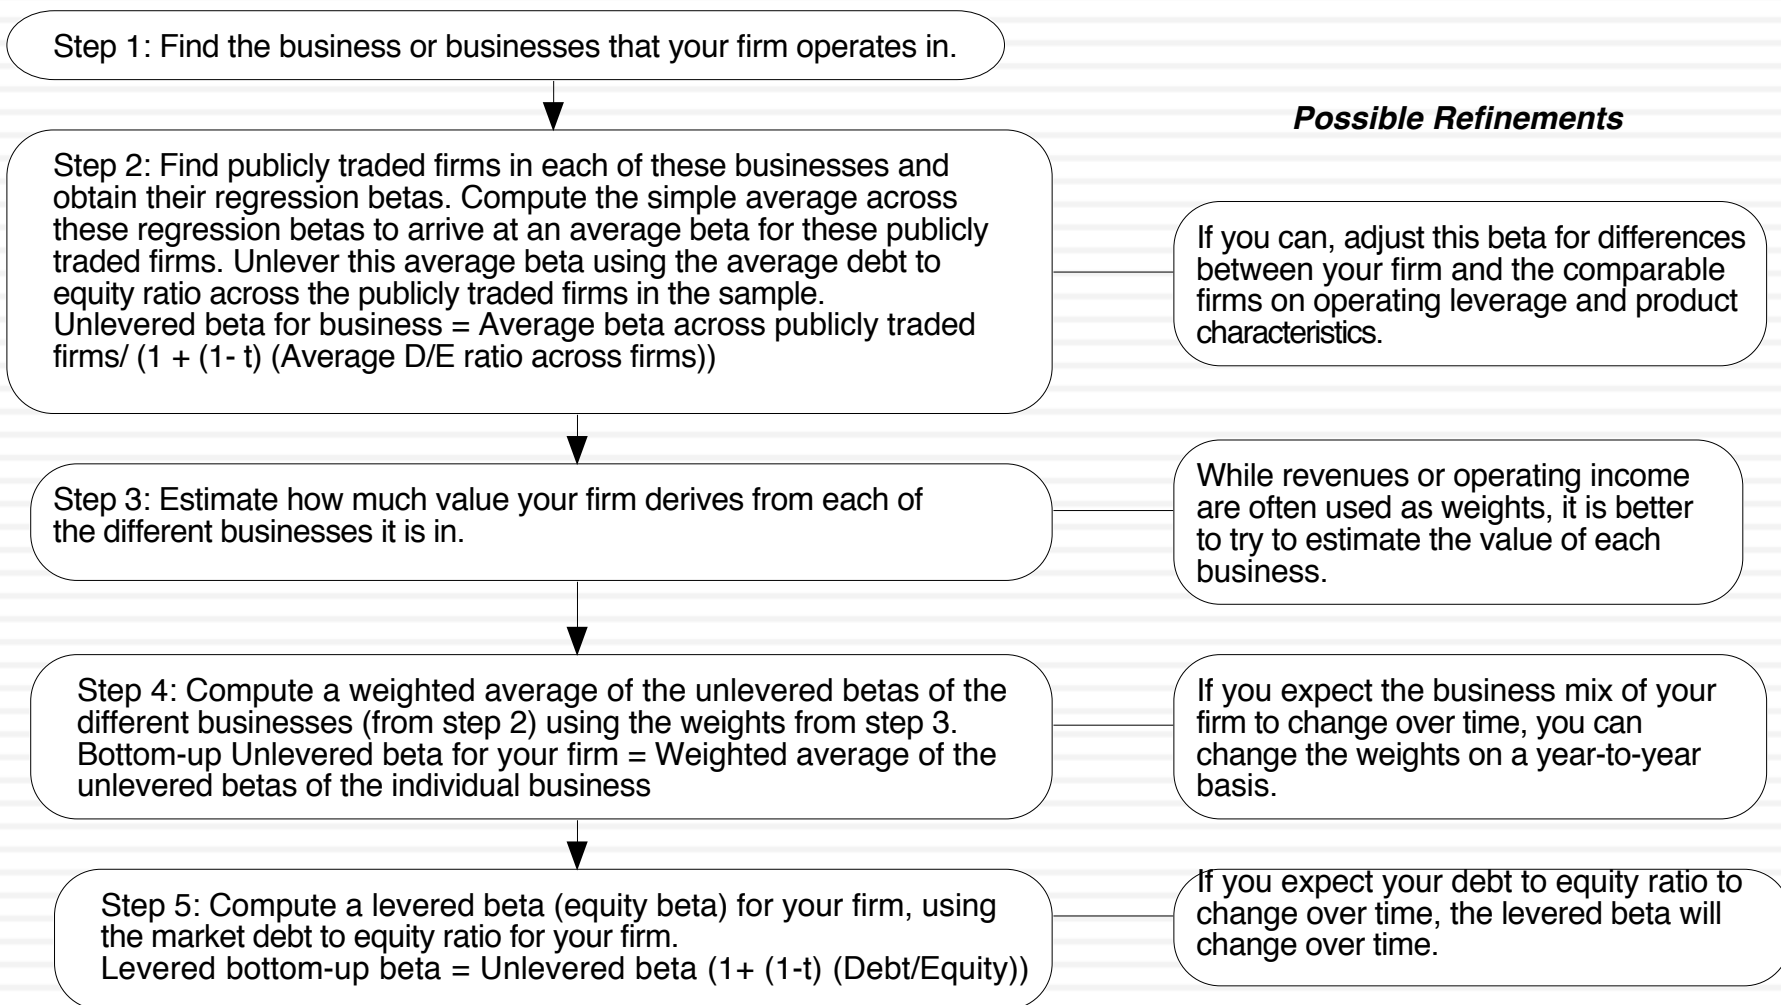 Step 1: Find the business or businesses that your firm operates in.
Possible Refinements
Step 2: Find publicly traded firms in each of these businesses and
obtain their regression betas. Compute the simple average across
these regression betas to arrive at an average beta for these publicly
traded firms. Unlever this average beta using the average debt to
equity ratio across the publicly traded firms in the sample.
Unlevered beta for business = Average beta across publicly traded
firms/ (1 + (1- t) (Average D/E ratio across firms))
If you can, adjust this beta for differences
between your firm and the comparable
firms on operating leverage and product
characteristics.
Step 3: Estimate how much value your firm derives from each of
the different businesses it is in.
While revenues or operating income
are often used as weights, it is better
to try to estimate the value of each
business.
Step 4: Compute a weighted average of the unlevered betas of the
different businesses (from step 2) using the weights from step 3.
Bottom-up Unlevered beta for your firm = Weighted average of the
unlevered betas of the individual business
If you expect the business mix of your
firm to change over time, you can
change the weights on a year-to-year
basis.
Step 5: Compute a levered beta (equity beta) for your firm, using
the market debt to equity ratio for your firm.
Levered bottom-up beta = Unlevered beta (1+ (1-t) (Debt/Equity))
If you expect your debt to equity ratio to
change over time, the levered beta will
change over time.